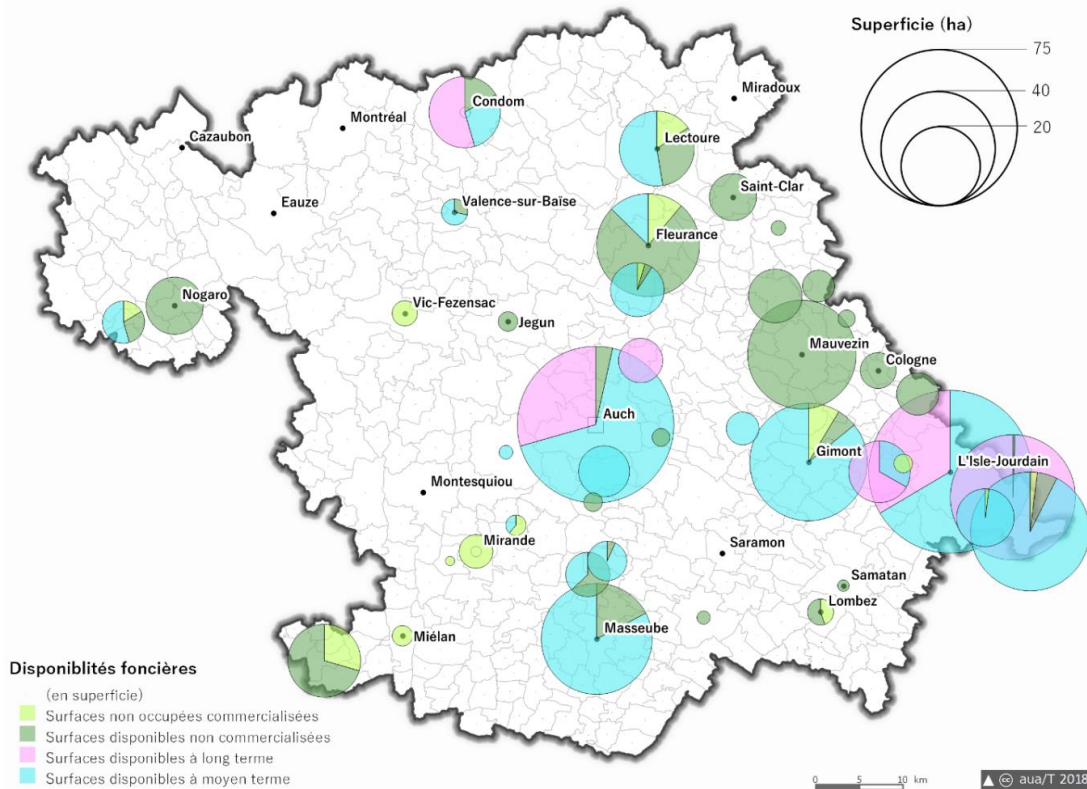 Superficie (ha)
75
40
20
Miradoux
Condom
Montréal
Cazaubon
Lectoure
Saint-Clar
Valence-sur-Baïse
Eauze
Fleurance
Nogaro
Vic-Fezensac
Jegun
Mauvezin
Cologne
Auch
Gimont
L'Isle-Jourdain
Montesquiou
Mirande
Saramon
Samatan
Lombez
Masseube
Miélan
Disponiblités foncières
(en superficie)
Surfaces non occupées commercialisées
Surfaces disponibles non commercialisées
Surfaces disponibles à long terme
Surfaces disponibles à moyen terme
0 5 10 km
cc aua/T 2018